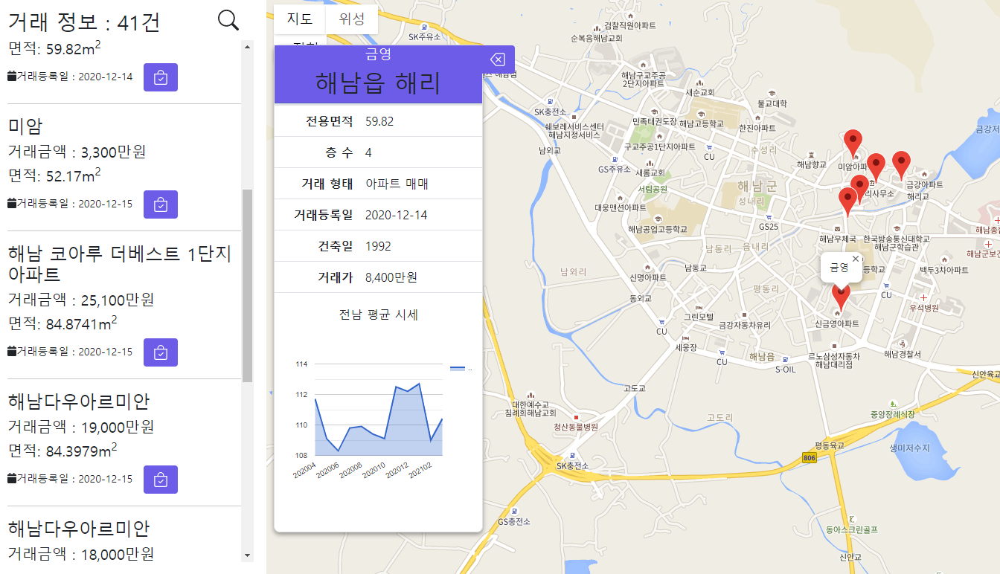 거래 정보 : 41건
면적: 59.82m2
거래등록일 : 2020-12-14
미암
거래금액 : 3,300만원
면적: 52.17m2
거래등록일 : 2020-12-15
해남 코아루 더베스트 1단지
아파트
거래금액 : 25,100만원
면적: 84.8741m2
거래등록일 : 2020-12-15
해남다우아르미안
거래금액 : 19,000만원
면적: 84.3979m2
거래등록일 : 2020-12-15
해남다우아르미안
거래금액 : 18,000만원
지도
위성
금영
해남읍 해리
전용면적 59.82
층 수 4
거래 형태 아파트 매매
거래등록일 2020-12-14
건축일 1992
거래가 8,400만원
전남 평균 시세
114
112
110
108
..
202004
202006
202008
202010
202012
202102
SK주유소
검찰직원아파트
순복음해남교회
해남구교주공
2단지아파트
새순교회
불교대학
SK충전소
쉐보레서비스센터
해남지정서비스
민족태권도장
해남고등학교
한진아파트
구교주공1단지아파트
남외교
CU
수성리
GS주유소
새롬교회
서림공원
해남군
성내리
해남향교
미암아파
리사무소
금강아파트
해리교
금강저
대웅맨션아파트
해남공업고등학교
GS25
해남우체국
한국방송통신대학교
해남군학습관
해남종합
해남군보건
남동리
읍내리
금영
등학교
백두3차아파트
남외리
신명아파트
남동교
평동리
동외교
CU
우석병원
그린모텔
금강자동차유리
신금영아파트
CU
세웅장
CU
해남읍
르노삼성자동차
해남대리점
해남경찰서
S-OIL
신안육교
고도교
대한예수교
침례회해남교회
청산동물병원
고도리
중앙장례식장
평동육교
806
생미저수지
SK충전소
GS충전소
동아스크린골프
신안교